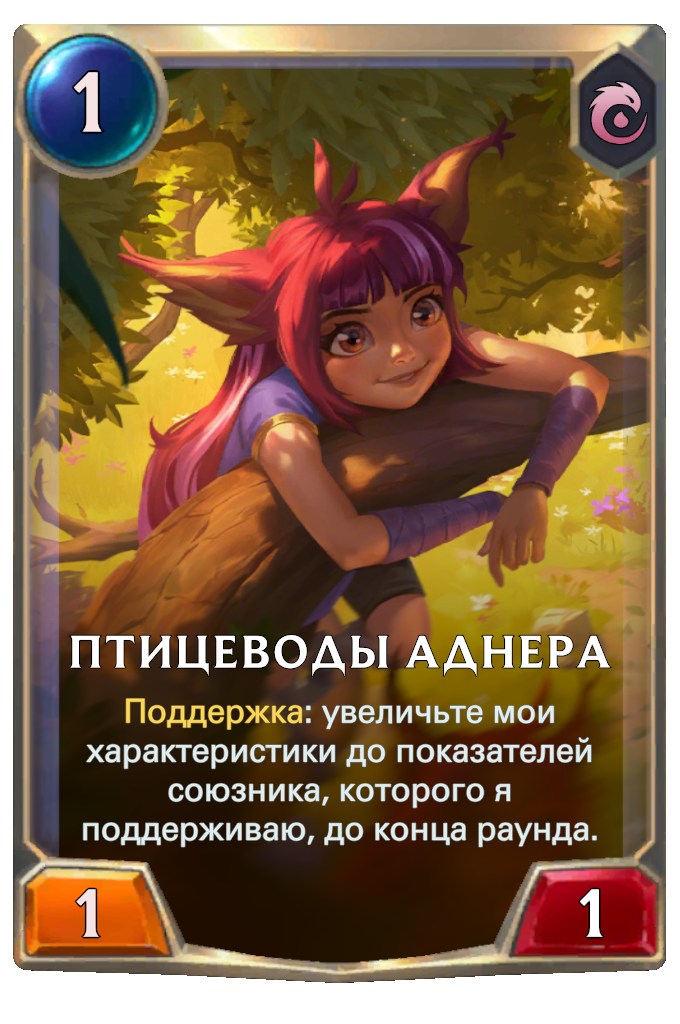 1
ПТИЦЕВОДЫ АДНЕРА
Поддержка: увеличьте мои
характеристики до показателей
союзника, которого я
поддерживаю, до конца раунда.
1
1